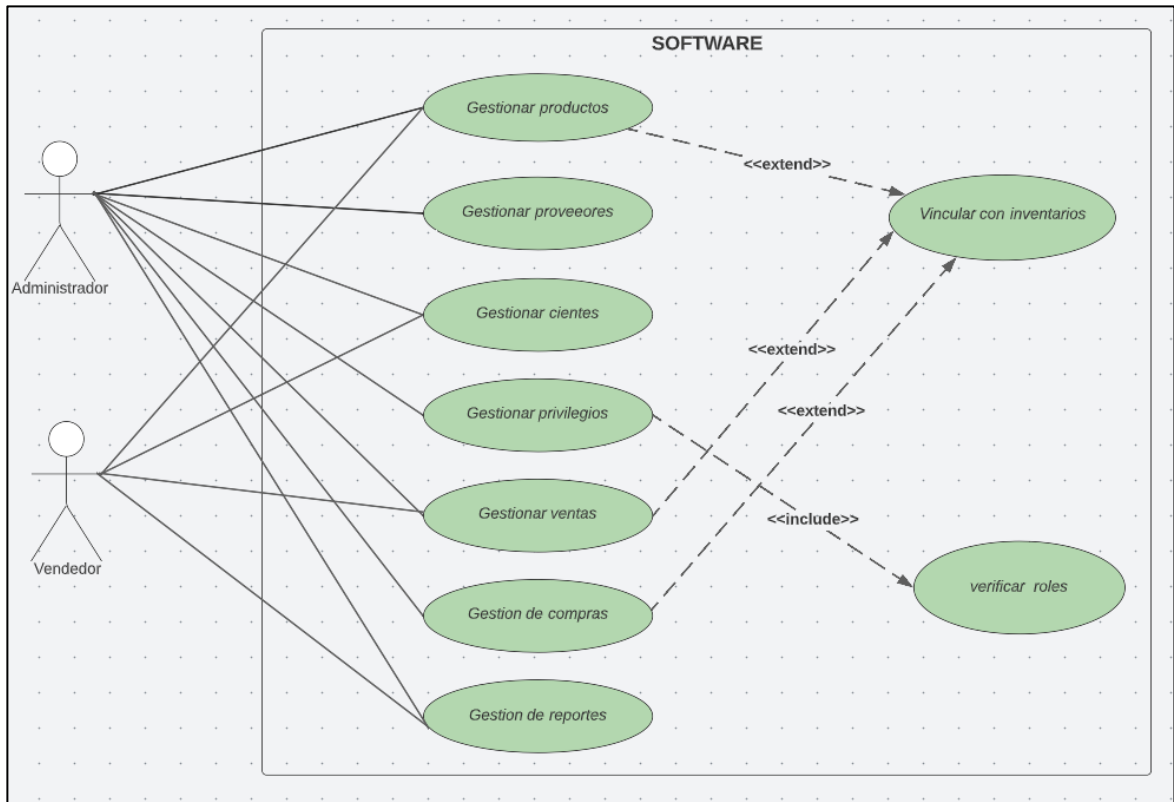 SOFTWARE
Gestionar productos
<<extend>>
Gestionar proveeores
Vincular con inventarios
Administrador
Gestionar cientes
<<extend>>
Gestionar privilegios
<<extend>>
Gestionar ventas
<<include>>
Vendedor
Gestion de compras
verificar roles
Gestion de reportes